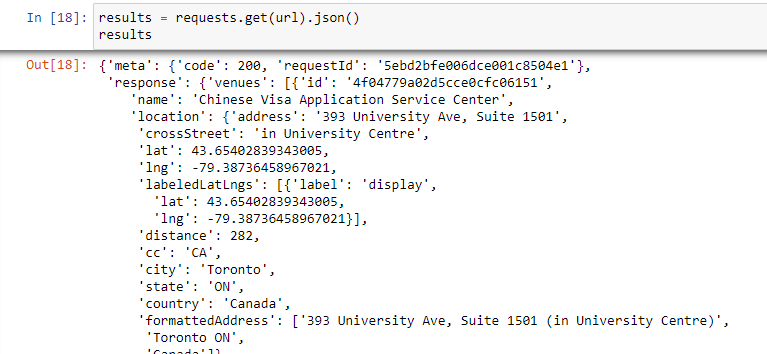 In [18]: results = requests.get(url).json()
results
Out[18]: {'meta': {'code': 200, 'requestId': '5ebd2bfe006dce001c8504e1'},
'response': {'venues': [{'id': '4f04779a02d5cce0cfc06151',
'name': 'Chinese Visa Application Service Center',
'location': {'address': '393 University Ave, Suite 1501',
'crossStreet': 'in University Centre',
'lat': 43.65402839343005,
'lng': -79.38736458967021,
'labeledLatLngs': [{'label': 'display',
'lat': 43.65402839343005,
'lng': -79.38736458967021}],
'distance': 282,
'cc': 'CA',
'city': 'Toronto',
'state': 'ON',
'country': 'Canada',
'formattedAddress': ['393 University Ave, Suite 1501 (in University Centre)',
'Toronto ON',
'Canada']}